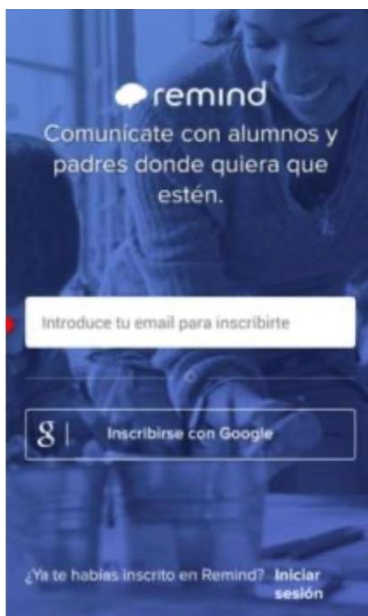 remind
Comunícate con alumnos y
padres donde quiera que
estén.
Introduce tu email para inscribirte
o
g | Inscribirse con Google
¿Ya te habías inscrito en Remind? Iniciar
sesión